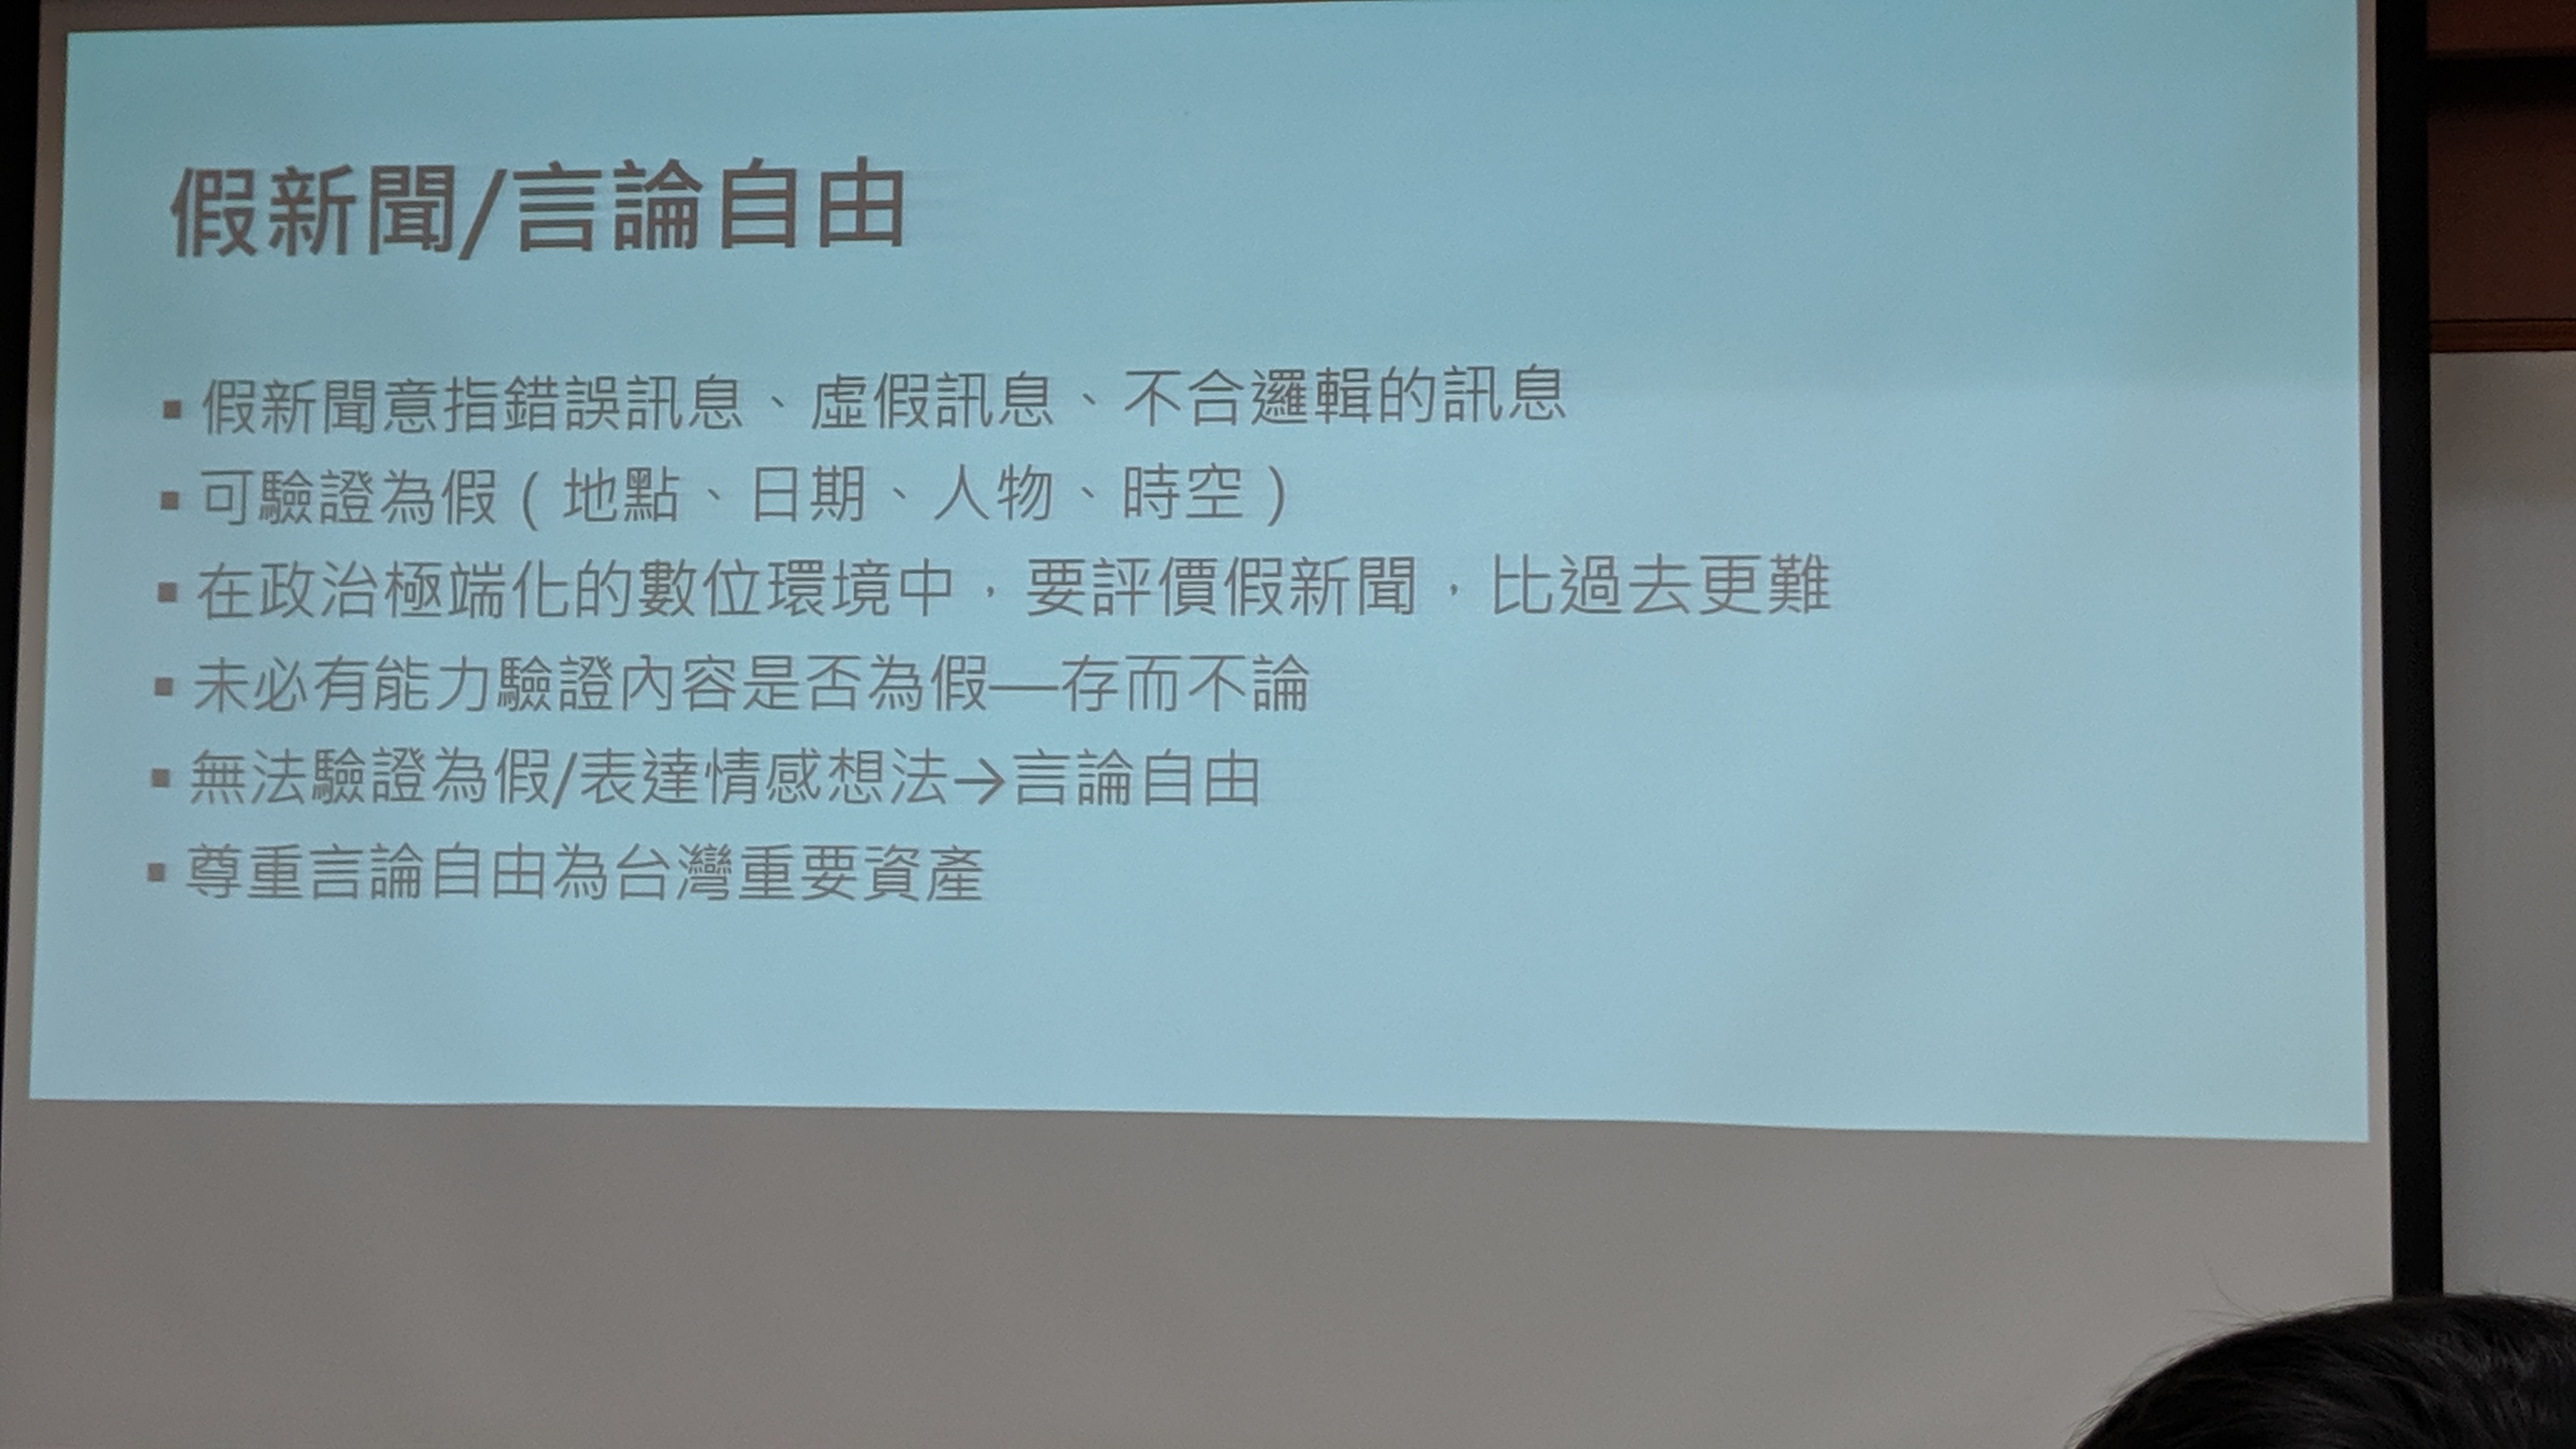 假新聞/言論自由
▪ 假新聞意指錯誤訊息、虛假訊息、不合邏輯的訊息
▪ 可驗證為假(地點、日期、人物、時空)
▪ 在政治極端化的數位環境中，要評價假新聞，比過去更難
▪ 未必有能力驗證內容是否為假—存而不論
▪ 無法驗證為假/表達情感想法→言論自由
▪ 尊重言論自由為台灣重要資產